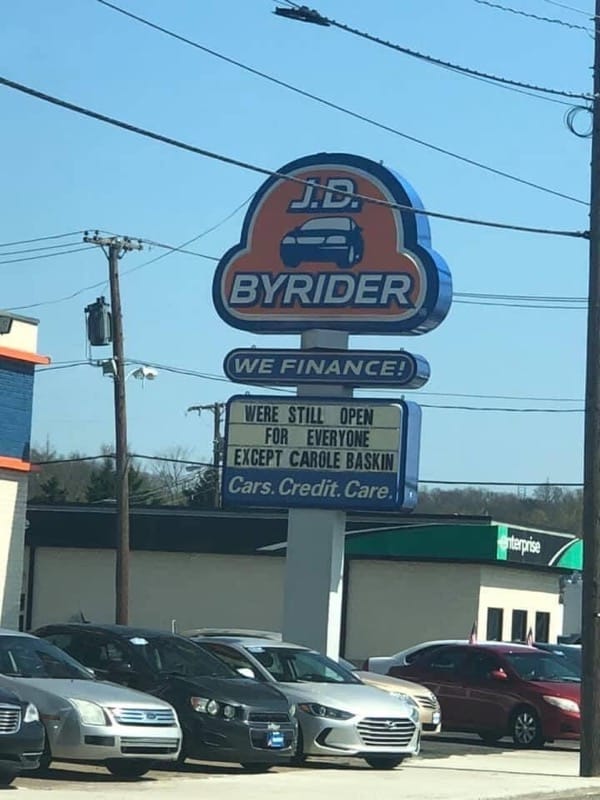 J.D.
BYRIDER
WE FINANCE!
WERE STILL OPEN
FOR EVERYONE
EXCEPT CAROLE BASKIN
Cars. Credit. Care.
enterprise